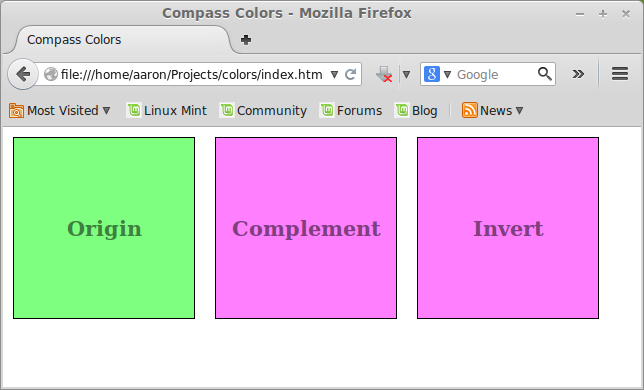 Compass Colors - Mozilla Firefox
Compass Colors
file:///home/aaron/Projects/colors/index.htm
Google
Most Visited Linux Mint Community Forums Blog News
Origin Complement Invert